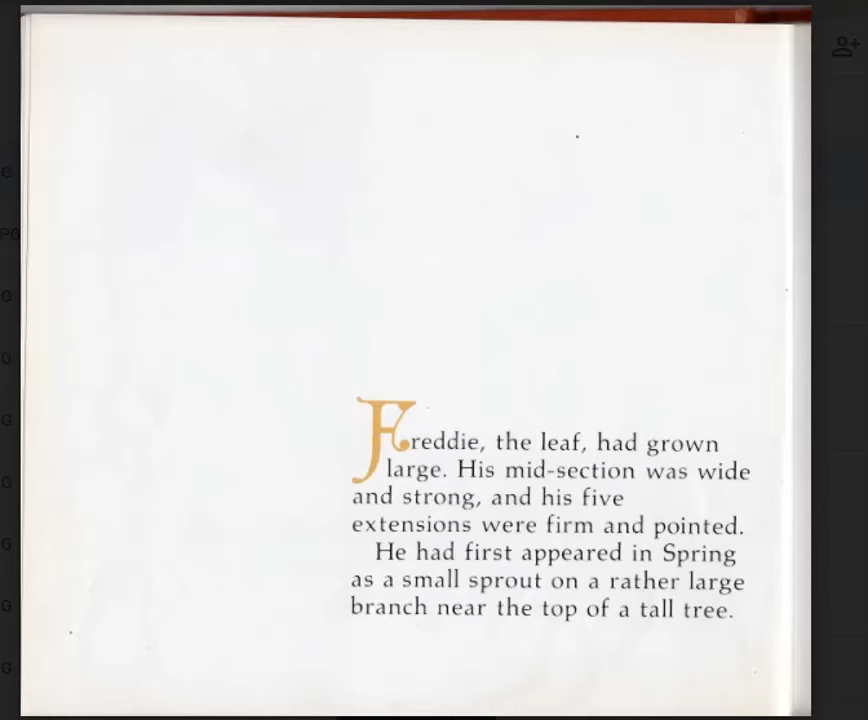 Freddie, the leaf, had grown
large. His mid-section was wide
and strong, and his five
extensions were firm and pointed.
He had first appeared in Spring
as a small sprout on a rather large
branch near the top of a tall tree.
G
PG
G
G
G
G
G
G
G